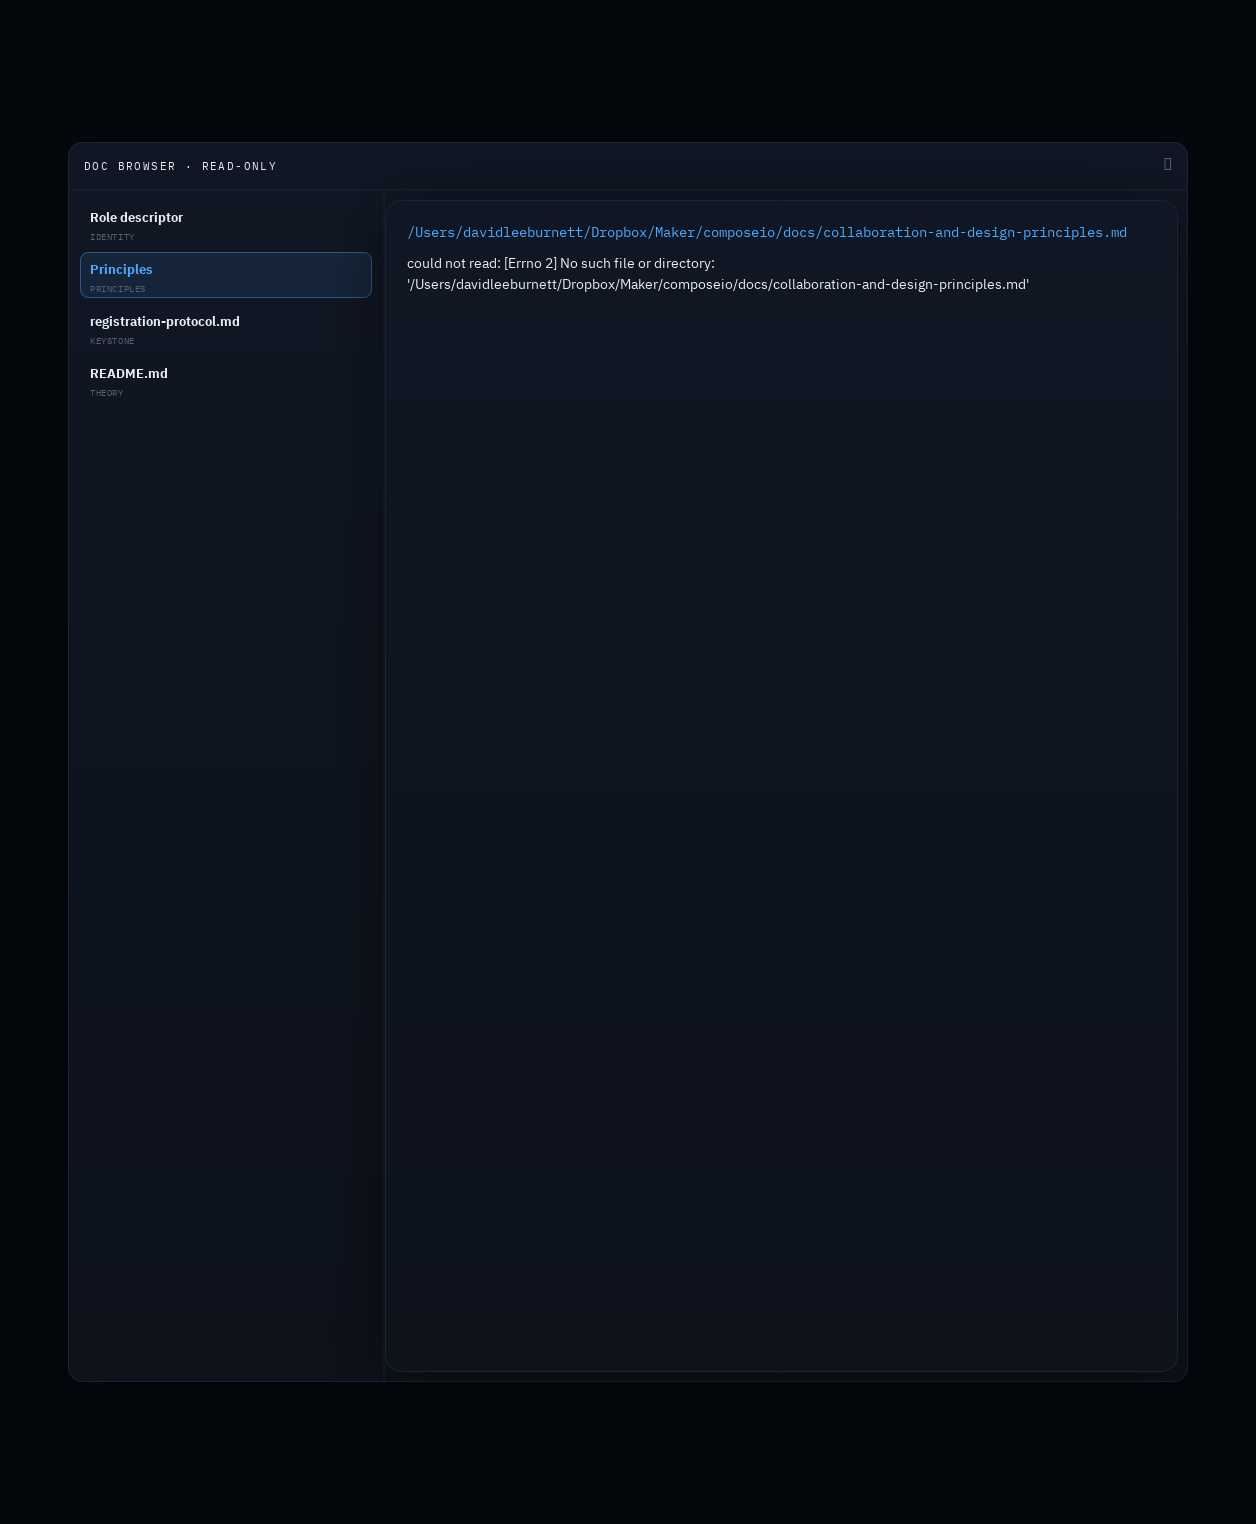 DOC BROWSER · READ-ONLY
Role descriptor
IDENTITY
Principles
PRINCIPLES
registration-protocol.md
KEYSTONE
README.md
THEORY
/Users/davidleeburnett/Dropbox/Maker/composeio/docs/collaboration-and-design-principles.md
could not read: [Errno 2] No such file or directory:
'/Users/davidleeburnett/Dropbox/Maker/composeio/docs/collaboration-and-design-principles.md'